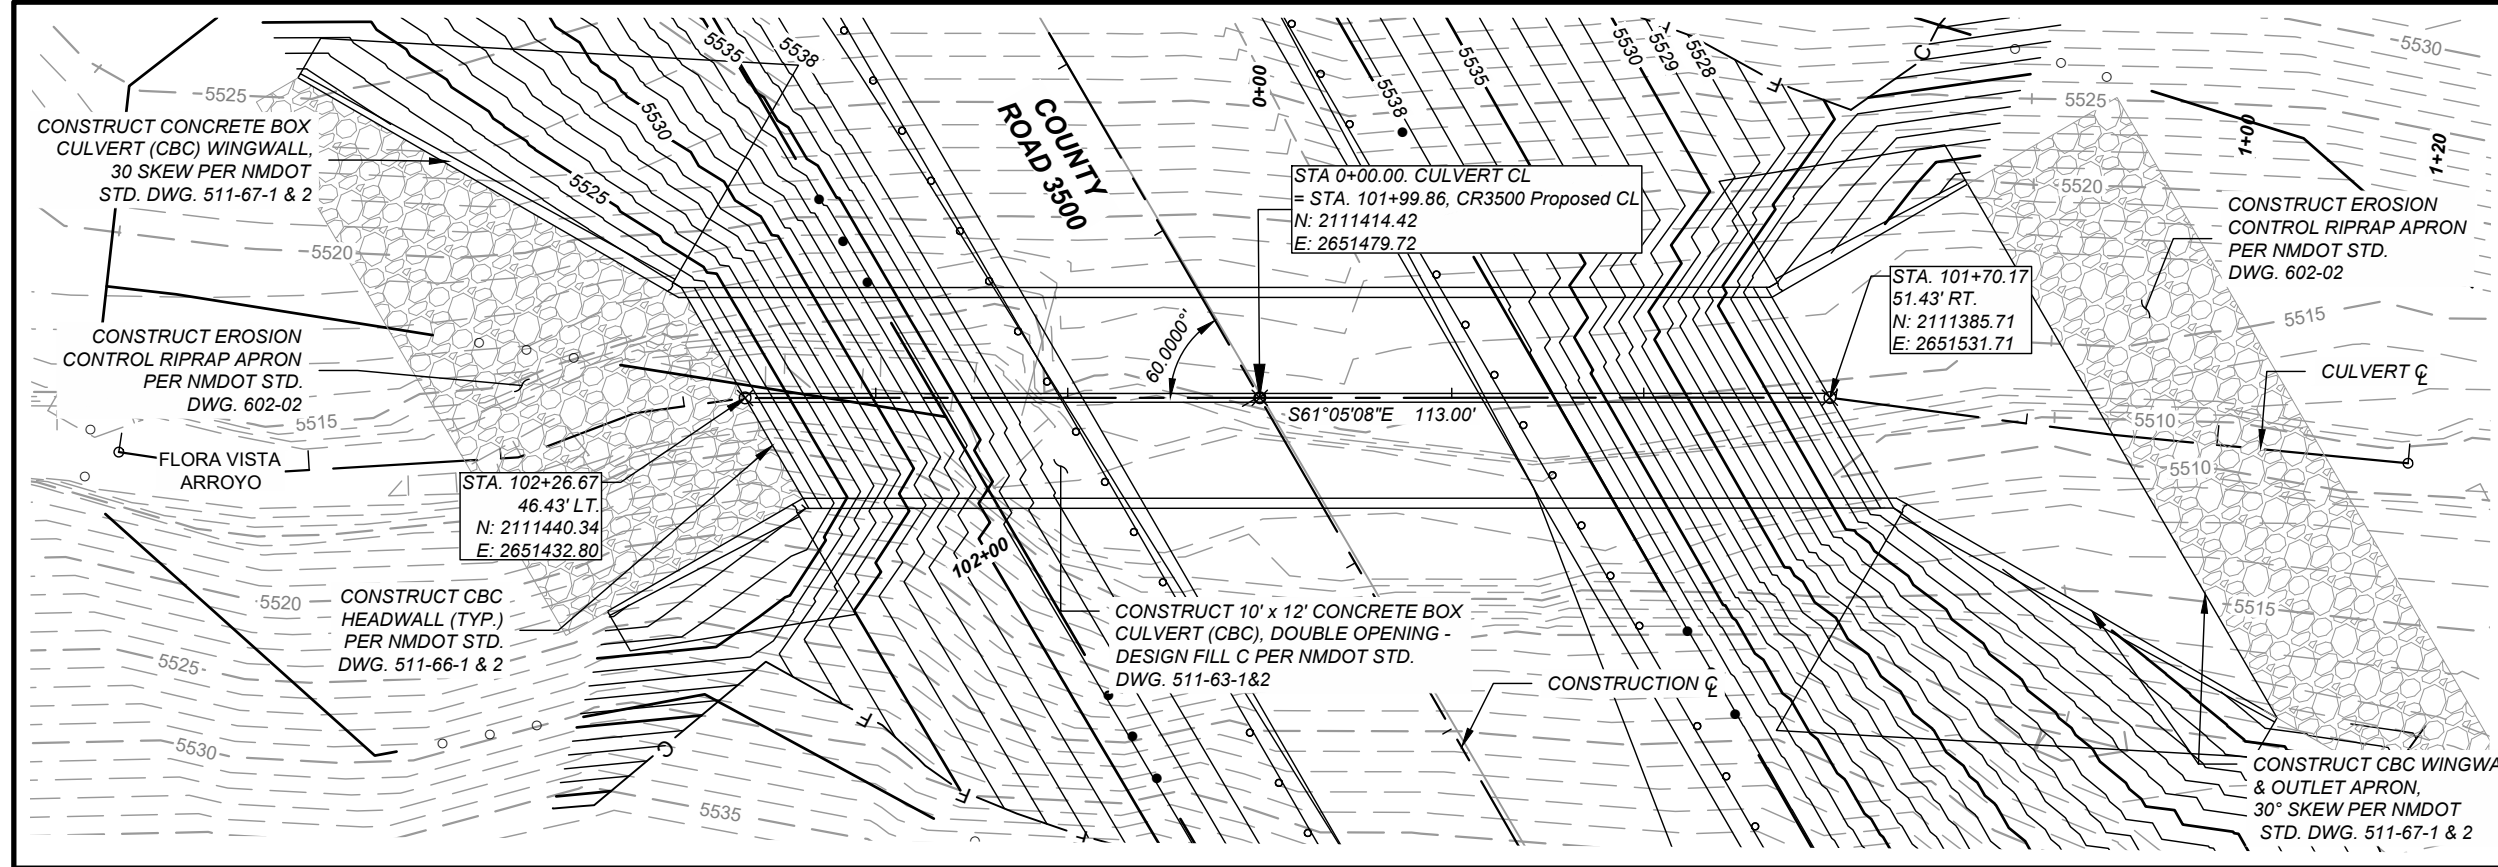 5535
5538
5530
5525
5525
5520
CONSTRUCT CONCRETE BOX
CULVERT (CBC) WINGWALL,
30 SKEW PER NMDOT
STD. DWG. 511-67-1 & 2
COUNTY
ROAD 3500
0+00
5538
5535
5530
5529
5528
F
F
C
5530
5525
5520
5515
1+00
1+20
STA 0+00.00. CULVERT CL
= STA. 101+99.86, CR3500 Proposed CL
N: 2111414.42
E: 2651479.72
CONSTRUCT EROSION
CONTROL RIPRAP APRON
PER NMDOT STD.
DWG. 602-02
STA. 101+70.17
51.43' RT.
N: 2111385.71
E: 2651531.71
CONSTRUCT EROSION
CONTROL RIPRAP APRON
PER NMDOT STD.
DWG. 602-02
60.0000°'
S61°05'08"E 113.00'
CULVERT CL
5515
5510
5510
FLORA VISTA
ARROYO
STA. 102+26.67
46.43' LT.
N: 2111440.34
E: 2651432.80
102+00
CONSTRUCT CBC
HEADWALL (TYP.)
PER NMDOT STD.
DWG. 511-66-1 & 2
5520
5525
5530
5535
F
F
C
CONSTRUCT 10' x 12' CONCRETE BOX
CULVERT (CBC), DOUBLE OPENING -
DESIGN FILL C PER NMDOT STD.
DWG. 511-63-1&2
CONSTRUCTION CL
5515
CONSTRUCT CBC WINGWA
& OUTLET APRON,
30° SKEW PER NMDOT
STD. DWG. 511-67-1 & 2